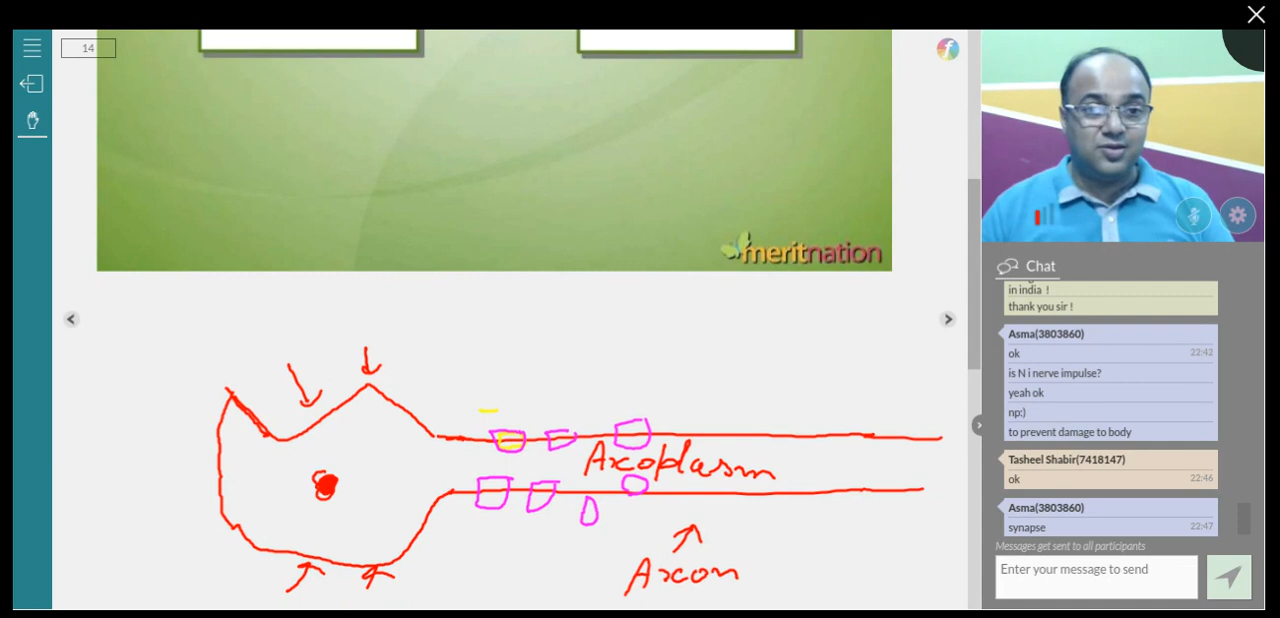 14
meritnation
Axoplasm
Axon
Chat
in india !
thank you sir !
Asma(3803860)
ok 22:42
is N i nerve impulse?
yeah ok
np:)
to prevent damage to body
Tasheel Shabir(7418147)
ok 22:46
Asma(3803860)
synapse 22:47
Messages get sent to all participants
Enter your message to send